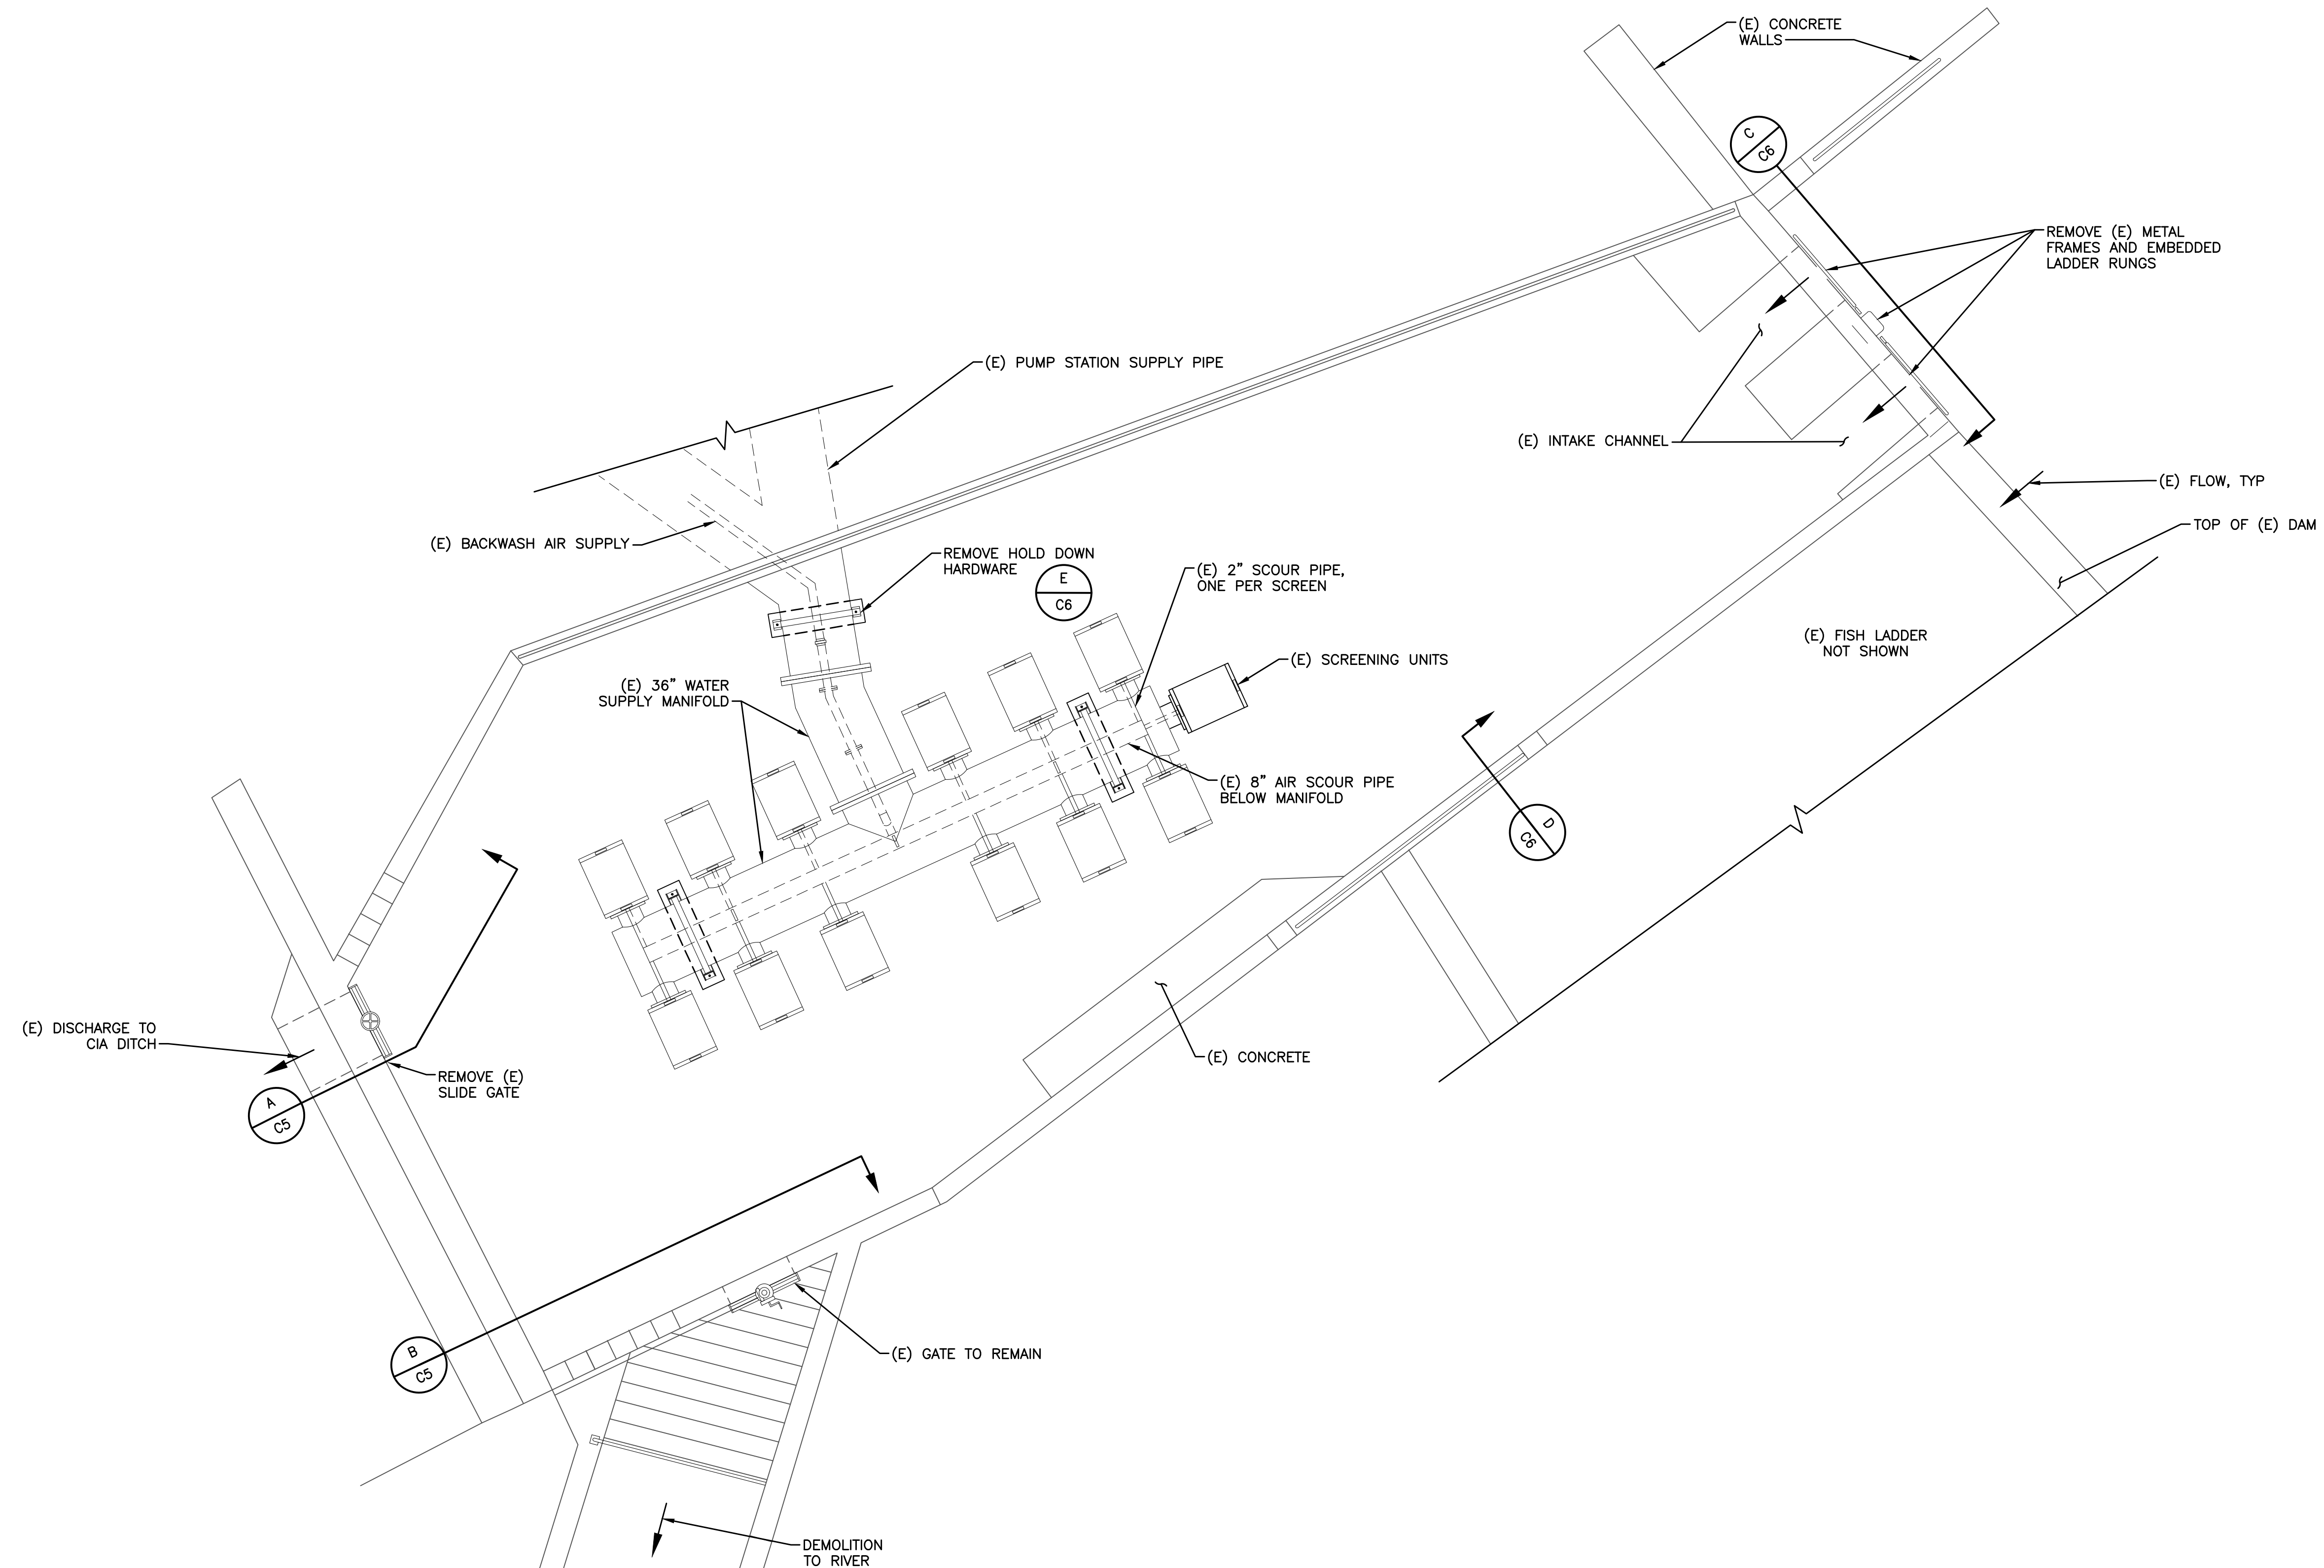 (E) CONCRETE
WALLS
C
C6
REMOVE (E) METAL
FRAMES AND EMBEDDED
LADDER RUNGS
(E) PUMP STATION SUPPLY PIPE
(E) INTAKE CHANNEL
(E) FLOW, TYP
TOP OF (E) DAM
(E) BACKWASH AIR SUPPLY
REMOVE HOLD DOWN
HARDWARE
E
C6
(E) 2" SCOUR PIPE,
ONE PER SCREEN
(E) FISH LADDER
NOT SHOWN
(E) SCREENING UNITS
(E) 36" WATER
SUPPLY MANIFOLD
(E) 8" AIR SCOUR PIPE
BELOW MANIFOLD
D
C6
(E) DISCHARGE TO
CIA DITCH
(E) CONCRETE
REMOVE (E)
SLIDE GATE
A
C5
B
C5
(E) GATE TO REMAIN
DEMOLITION
TO RIVER